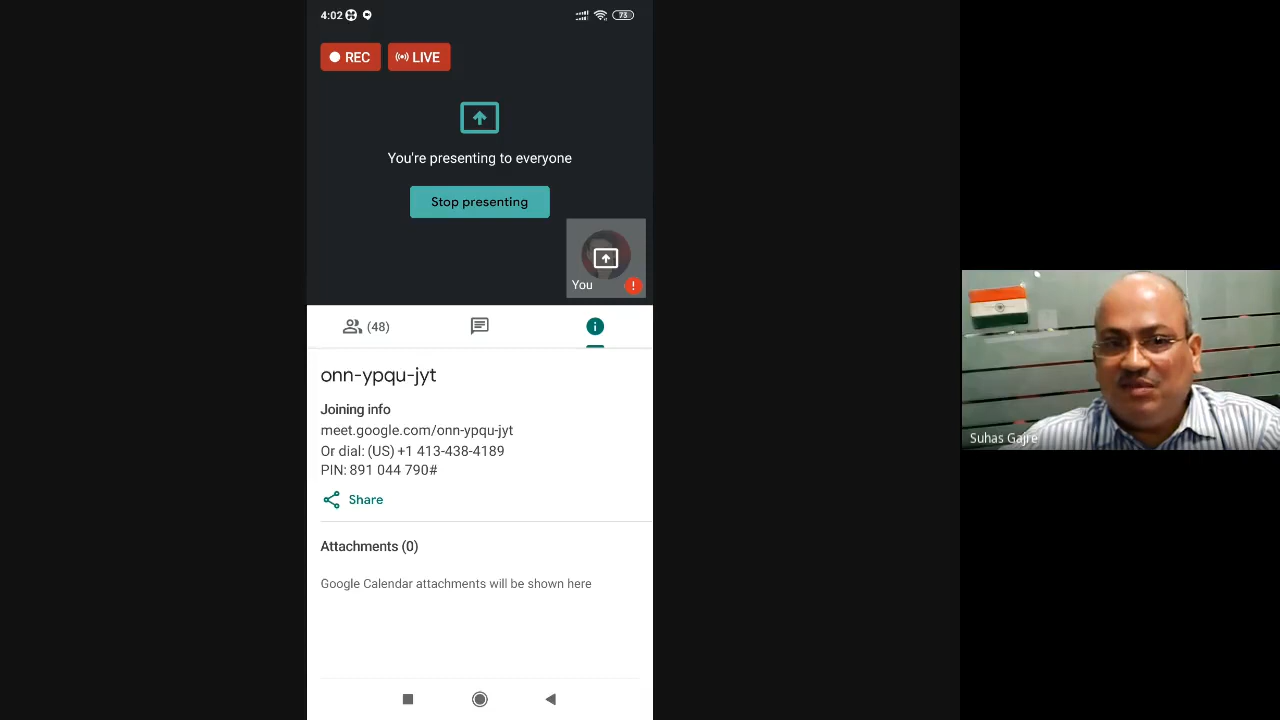 4:02
73
REC
LIVE
You're presenting to everyone
Stop presenting
You
(48)
onn-ypqu-jyt
Joining info
meet.google.com/onn-ypqu-jyt
Or dial: (US) +1 413-438-4189
PIN: 891 044 790#
Share
Attachments (0)
Google Calendar attachments will be shown here
Suhas Gajre